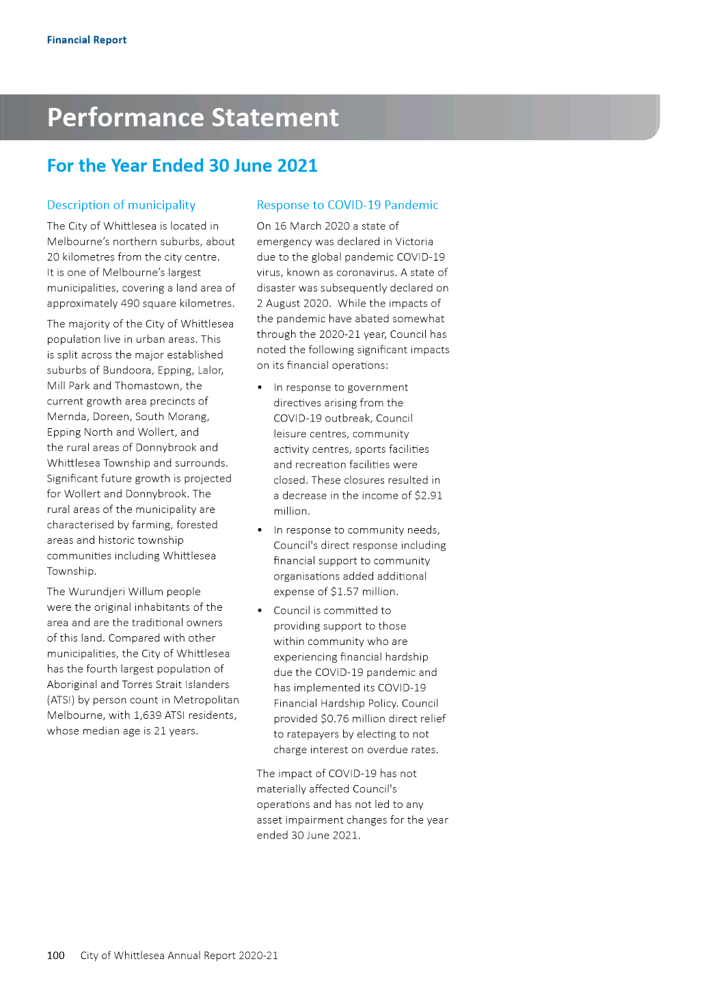 Financial Report
Performance Statement
For the Year Ended 30 June 2021
Description of municipality
The City of Whittlesea is located in
Melbourne’s northern suburbs, about
20 kilometres from the city centre.
It is one of Melbourne’s largest
municipalities, covering a land area of
approximately 490 square kilometres.
The majority of the City of Whittlesea
population live in urban areas. This
is split across the major established
suburbs of Bundoora, Epping, Lalor,
Mill Park and Thomastown, the
current growth area precincts of
Mernda, Doreen, South Morang,
Epping North and Wollert, and
the rural areas of Donnybrook and
Whittlesea Township and surrounds.
Significant future growth is projected
for Wollert and Donnybrook. The
rural areas of the municipality are
characterised by farming, forested
areas and historic township
communities including Whittlesea
Township.
The Wurundjeri Willum people
were the original inhabitants of the
area and are the traditional owners
of this land. Compared with other
municipalities, the City of Whittlesea
has the fourth largest population of
Aboriginal and Torres Strait Islanders
(ATSI) by person count in Metropolitan
Melbourne, with 1,639 ATSI residents,
whose median age is 21 years.
Response to COVID-19 Pandemic
On 16 March 2020 a state of
emergency was declared in Victoria
due to the global pandemic COVID-19
virus, known as coronavirus. A state of
disaster was subsequently declared on
2 August 2020.  While the impacts of
the pandemic have abated somewhat
through the 2020-21 year, Council has
noted the following significant impacts
on its financial operations:
• In response to government
directives arising from the
COVID-19 outbreak, Council
leisure centres, community
activity centres, sports facilities
and recreation facilities were
closed. These closures resulted in
a decrease in the income of $2.91
million.
• In response to community needs,
Council's direct response including
financial support to community
organisations added additional
expense of $1.57 million.
• Council is committed to
providing support to those
within community who are
experiencing financial hardship
due the COVID-19 pandemic and
has implemented its COVID-19
Financial Hardship Policy. Council
provided $0.76 million direct relief
to ratepayers by electing to not
charge interest on overdue rates.
The impact of COVID-19 has not
materially affected Council's
operations and has not led to any
asset impairment changes for the year
ended 30 June 2021.
100 City of Whittlesea Annual Report 2020-21